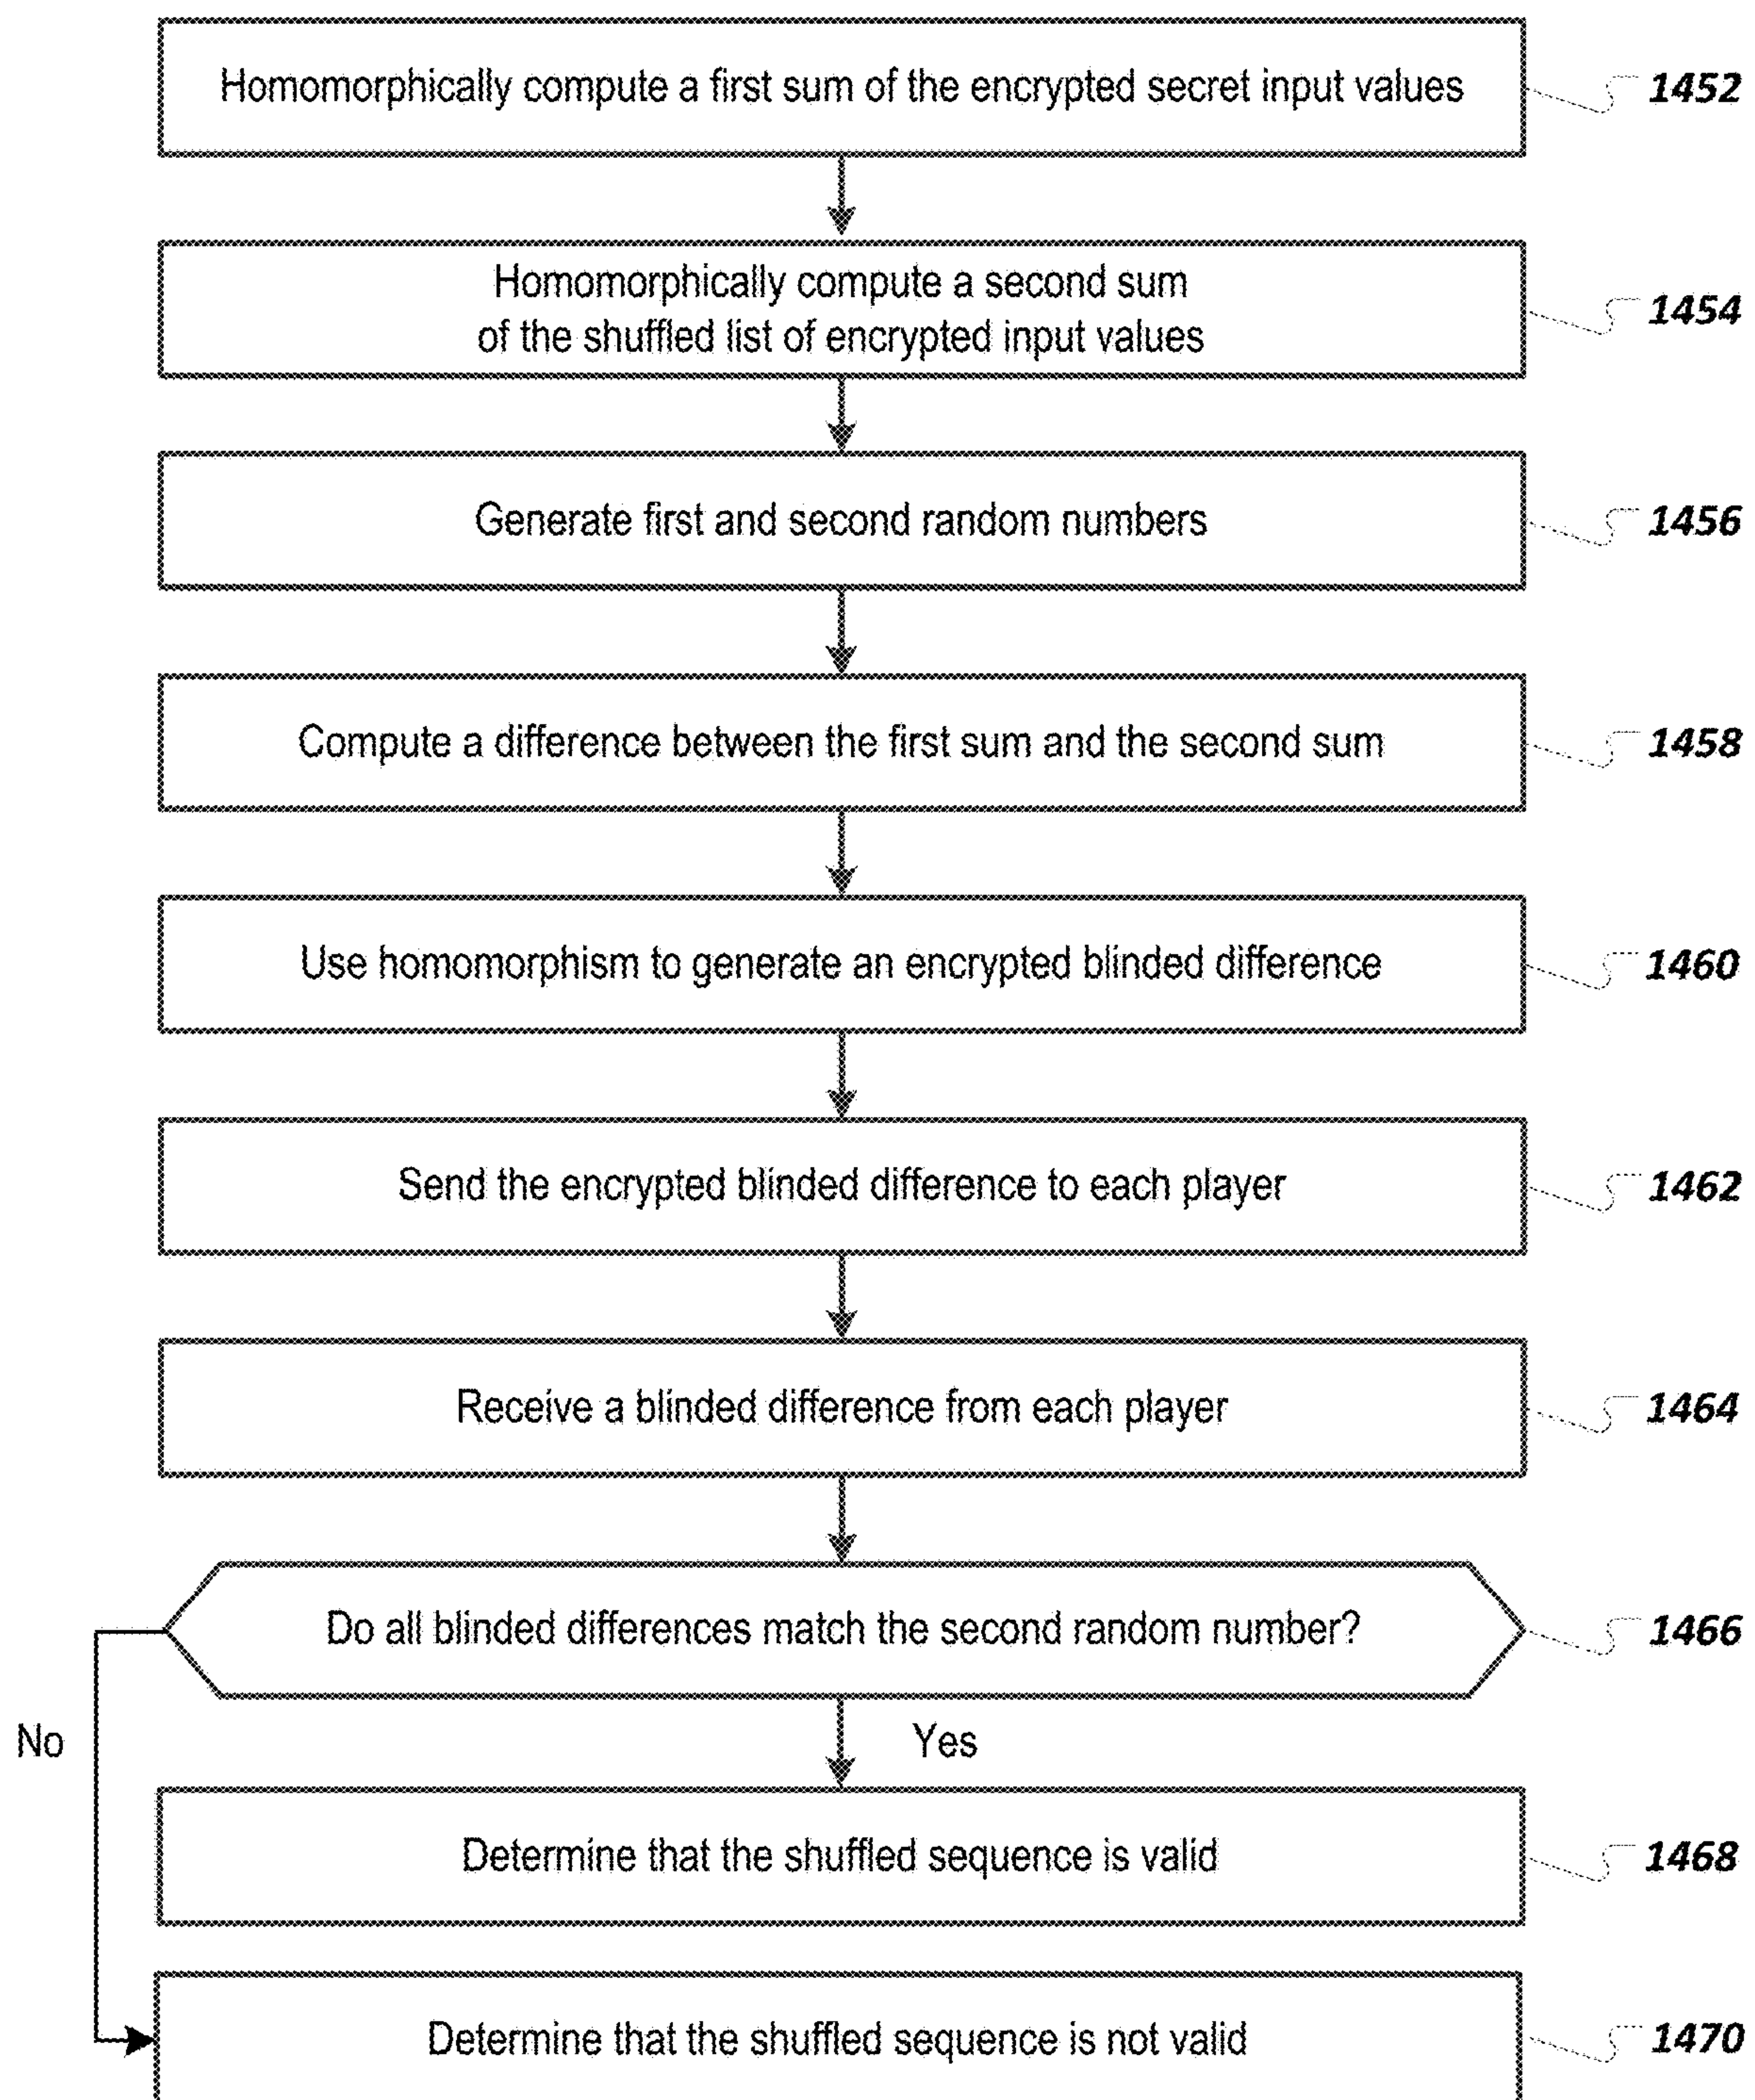 Homomorphically compute a first sum of the encrypted secret input values
1452
Homomorphically compute a second sum
of the shuffled list of encrypted input values
1454
Generate first and second random numbers
1456
Compute a difference between the first sum and the second sum
1458
Use homomorphism to generate an encrypted blinded difference
1460
Send the encrypted blinded difference to each player
1462
Receive a blinded difference from each player
1464
Do all blinded differences match the second random number?
1466
No
Yes
Determine that the shuffled sequence is valid
1468
Determine that the shuffled sequence is not valid
1470